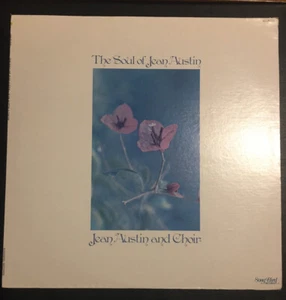 The Soul of Jean Austin
Jean Austin and Choir